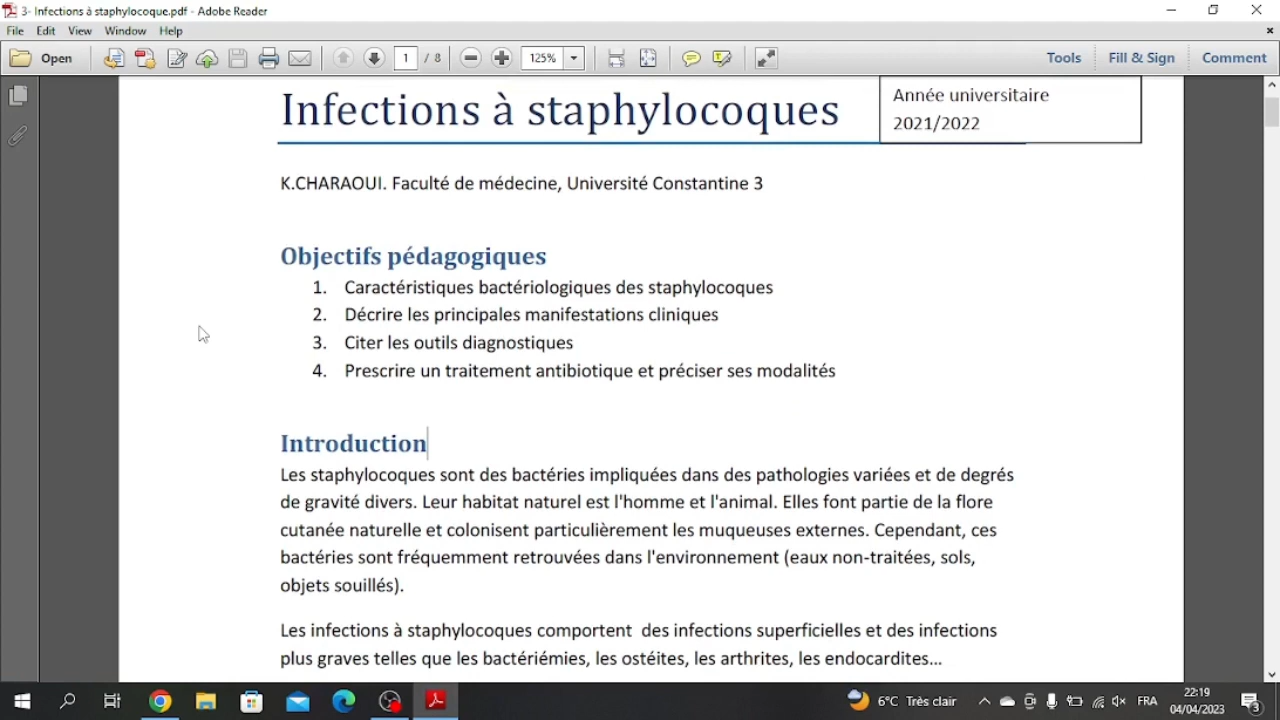 3- Infections à staphylocoque.pdf - Adobe Reader
File Edit View Window Help
Open 1 / 8 125% Tools Fill & Sign Comment
Infections à staphylocoques
Année universitaire
2021/2022
K.CHARAOUI. Faculté de médecine, Université Constantine 3
Objectifs pédagogiques
1. Caractéristiques bactériologiques des staphylocoques
2. Décrire les principales manifestations cliniques
3. Citer les outils diagnostiques
4. Prescrire un traitement antibiotique et préciser ses modalités
Introduction
Les staphylocoques sont des bactéries impliquées dans des pathologies variées et de degrés
de gravité divers. Leur habitat naturel est l'homme et l'animal. Elles font partie de la flore
cutanée naturelle et colonisent particulièrement les muqueuses externes. Cependant, ces
bactéries sont fréquemment retrouvées dans l'environnement (eaux non-traitées, sols,
objets souillés).
Les infections à staphylocoques comportent des infections superficielles et des infections
plus graves telles que les bactériémies, les ostéites, les arthrites, les endocardites...
6°C Très clair FRA 22:19
04/04/2023 3